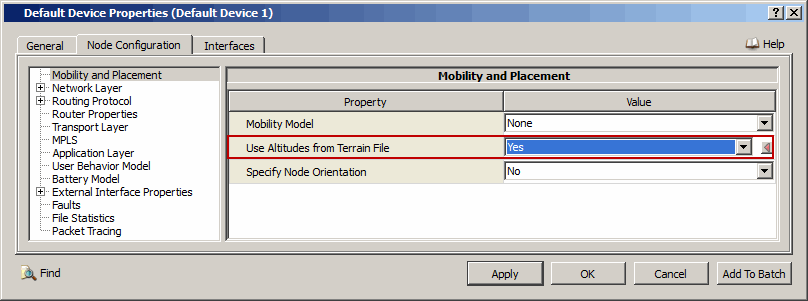 Default Device Properties (Default Device 1)
General
Node Configuration
Interfaces
Help
Mobility and Placement
Network Layer
Routing Protocol
Router Properties
Transport Layer
MPLS
Application Layer
User Behavior Model
Battery Model
External Interface Properties
Faults
File Statistics
Packet Tracing
Mobility and Placement
Property Value
Mobility Model None
Use Altitudes from Terrain File Yes
Specify Node Orientation No
Find
Apply
OK
Cancel
Add To Batch